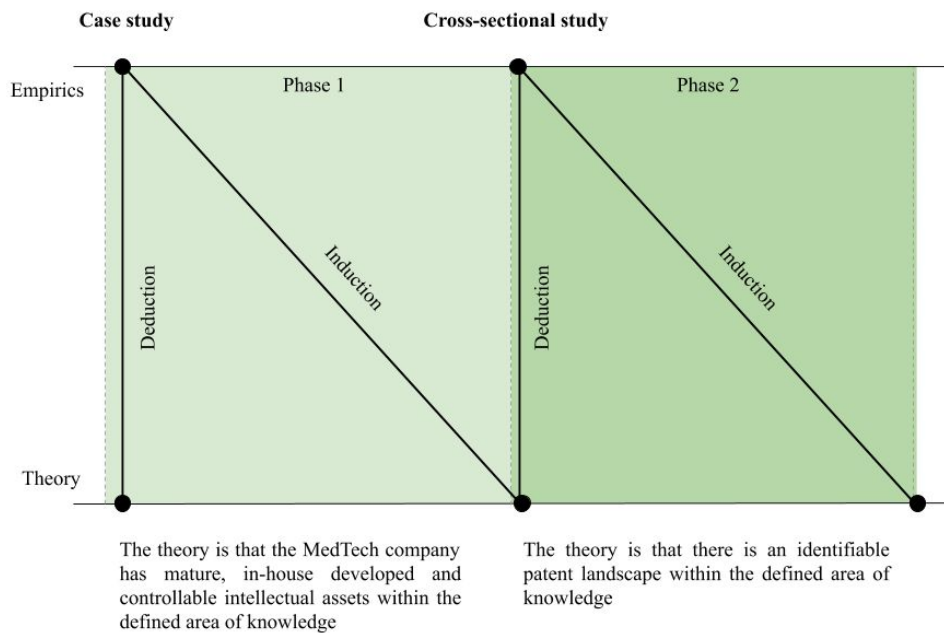 Case study
Cross-sectional study
Empirics
Phase 1
Phase 2
Deduction
Induction
Deduction
Induction
Theory
The theory is that the MedTech company
has mature, in-house developed and
controllable intellectual assets within the
defined area of knowledge
The theory is that there is an identifiable
patent landscape within the defined area of
knowledge